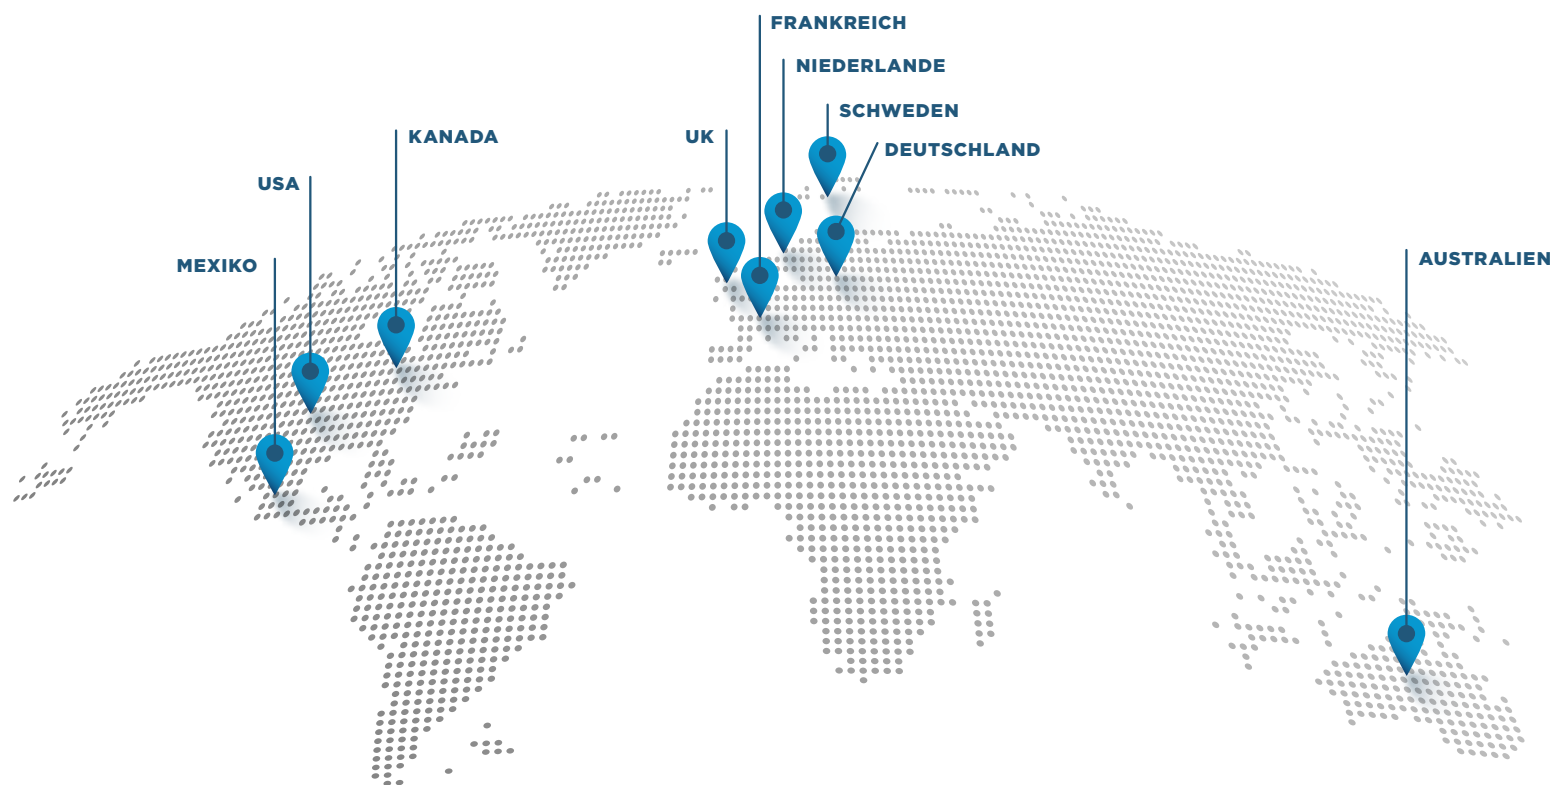 FRANKREICH
NIEDERLANDE
SCHWEDEN
KANADA
UK
DEUTSCHLAND
USA
MEXIKO
AUSTRALIEN